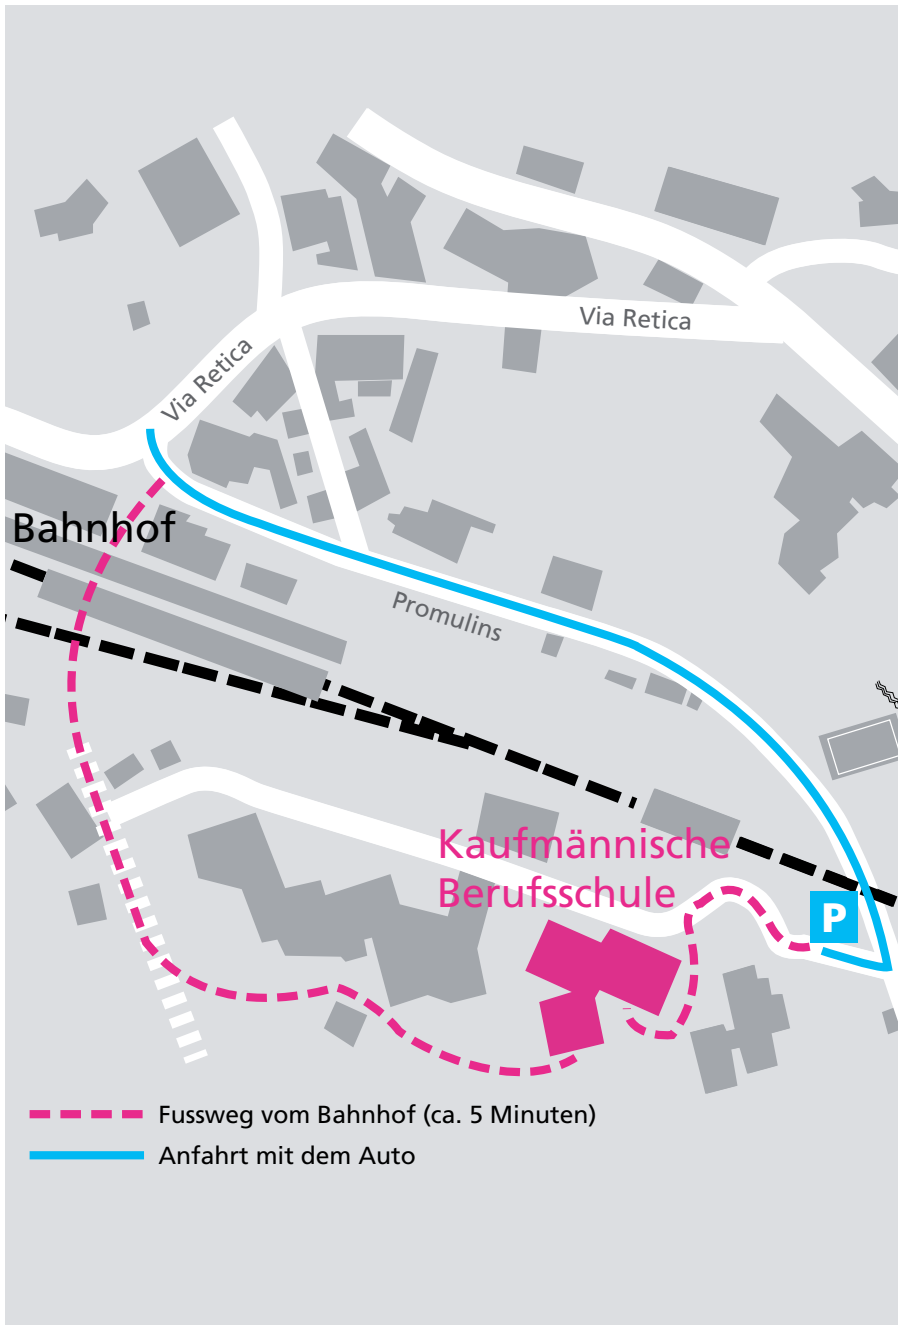 Via Retica
Via Retica
Bahnhof
Promulins
Kaufmännische
Berufsschule
P
Fussweg vom Bahnhof (ca. 5 Minuten)
Anfahrt mit dem Auto